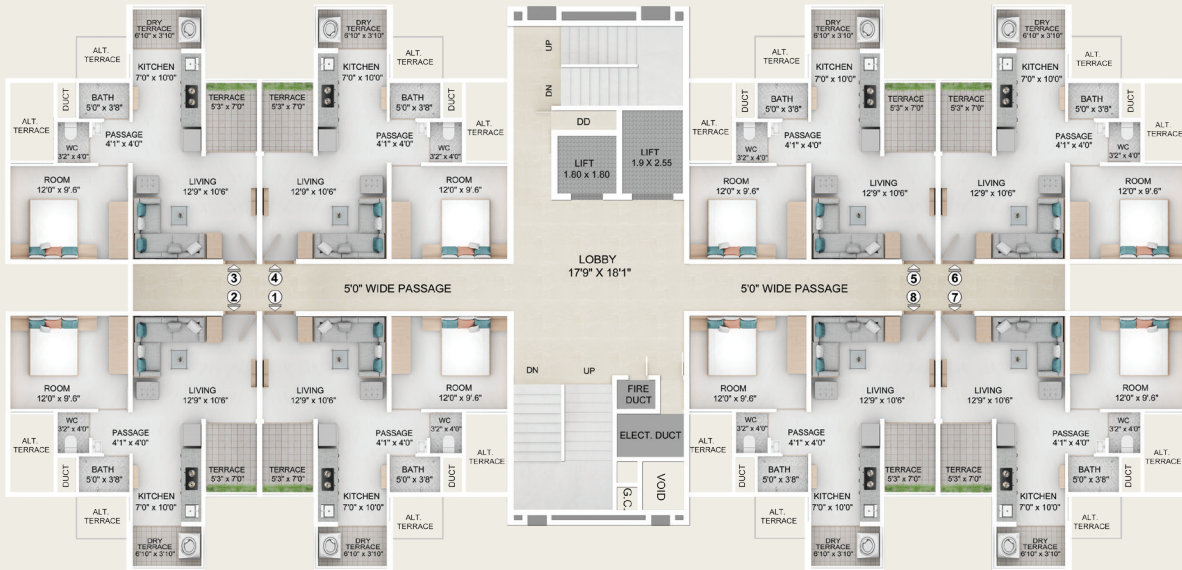 DRY
TERRACE
6'10" x 3'10"
ALT.
TERRACE
KITCHEN
7'0" x 10'0"
DUCT
BATH
5'0" x 3'8"
TERRACE
5'3" x 7'0"
ALT.
TERRACE
WC
3'2" x 4'0"
PASSAGE
4'1" x 4'0"
ROOM
12'0" x 9'.6"
LIVING
12'9" x 10'6"
3
DRY
TERRACE
6'10" x 3'10"
ALT.
TERRACE
KITCHEN
7'0" x 10'0"
TERRACE
5'3" x 7'0"
BATH
5'0" x 3'8"
DUCT
ALT.
TERRACE
PASSAGE
4'1" x 4'0"
WC
3'2" x 4'0"
LIVING
12'9" x 10'6"
ROOM
12'0" x 9'.6"
4
UP
DN
DD
LIFT
1.80 X 1.80
LIFT
1.9 X 2.55
LOBBY
17'9" X 18'1"
DRY
TERRACE
6'10" x 3'10"
ALT.
TERRACE
KITCHEN
7'0" x 10'0"
DUCT
BATH
5'0" x 3'8"
TERRACE
5'3" x 7'0"
ALT.
TERRACE
WC
3'2" x 4'0"
PASSAGE
4'1" x 4'0"
ROOM
12'0" x 9'.6"
LIVING
12'9" x 10'6"
5
DRY
TERRACE
6'10" x 3'10"
ALT.
TERRACE
KITCHEN
7'0" x 10'0"
TERRACE
5'3" x 7'0"
BATH
5'0" x 3'8"
DUCT
ALT.
TERRACE
PASSAGE
4'1" x 4'0"
WC
3'2" x 4'0"
LIVING
12'9" x 10'6"
ROOM
12'0" x 9'.6"
6
5'0" WIDE PASSAGE
5'0" WIDE PASSAGE
2
ROOM
12'0" x 9'.6"
LIVING
12'9" x 10'6"
WC
3'2" x 4'0"
PASSAGE
4'1" x 4'0"
ALT.
TERRACE
DUCT
BATH
5'0" x 3'8"
TERRACE
5'3" x 7'0"
KITCHEN
7'0" x 10'0"
ALT.
TERRACE
DRY
TERRACE
6'10" x 3'10"
1
LIVING
12'9" x 10'6"
ROOM
12'0" x 9'.6"
PASSAGE
4'1" x 4'0"
WC
3'2" x 4'0"
ALT.
TERRACE
TERRACE
5'3" x 7'0"
BATH
5'0" x 3'8"
DUCT
KITCHEN
7'0" x 10'0"
ALT.
TERRACE
DRY
TERRACE
6'10" x 3'10"
DN
UP
FIRE
DUCT
ELECT. DUCT
G.C.
VOID
8
ROOM
12'0" x 9'.6"
LIVING
12'9" x 10'6"
WC
3'2" x 4'0"
PASSAGE
4'1" x 4'0"
ALT.
TERRACE
DUCT
BATH
5'0" x 3'8"
TERRACE
5'3" x 7'0"
KITCHEN
7'0" x 10'0"
ALT.
TERRACE
DRY
TERRACE
6'10" x 3'10"
7
LIVING
12'9" x 10'6"
ROOM
12'0" x 9'.6"
PASSAGE
4'1" x 4'0"
WC
3'2" x 4'0"
ALT.
TERRACE
TERRACE
5'3" x 7'0"
BATH
5'0" x 3'8"
DUCT
KITCHEN
7'0" x 10'0"
ALT.
TERRACE
DRY
TERRACE
6'10" x 3'10"